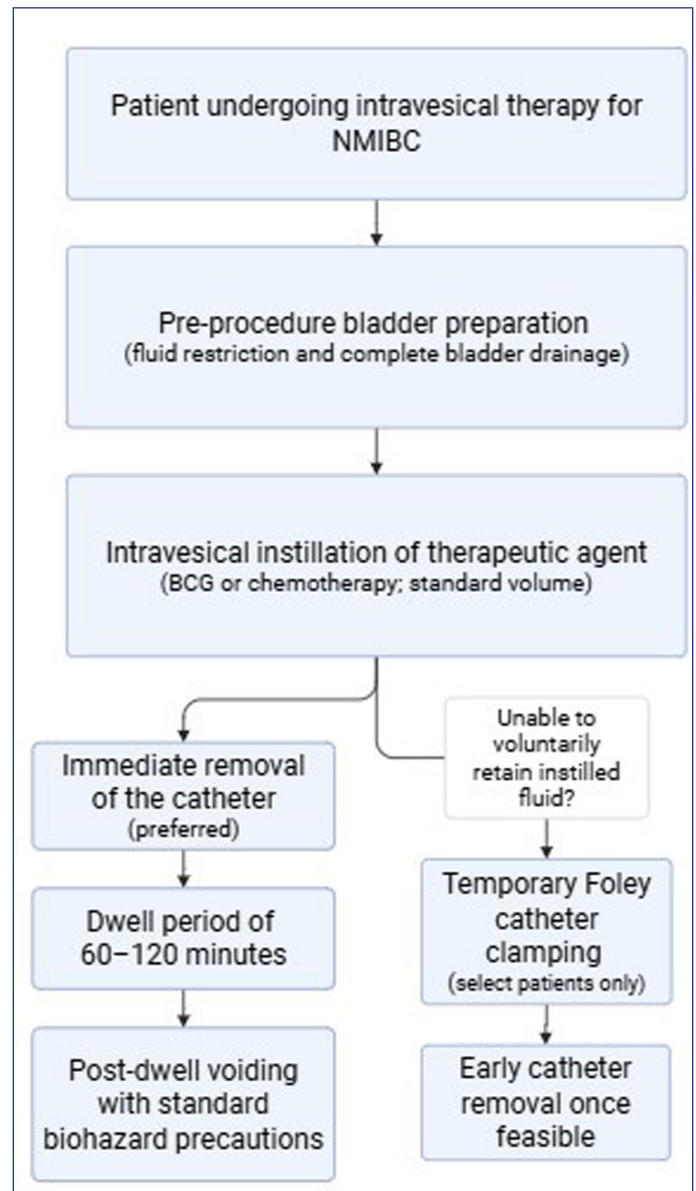 Patient undergoing intravesical therapy for
NMIBC
Pre-procedure bladder preparation
(fluid restriction and complete bladder drainage)
Intravesical instillation of therapeutic agent
(BCG or chemotherapy; standard volume)
Immediate removal
of the catheter
(preferred)
Dwell period of
60–120 minutes
Post-dwell voiding
with standard
biohazard precautions
Unable to
voluntarily
retain instilled
fluid?
Temporary Foley
catheter
clamping
(select patients only)
Early catheter
removal once
feasible